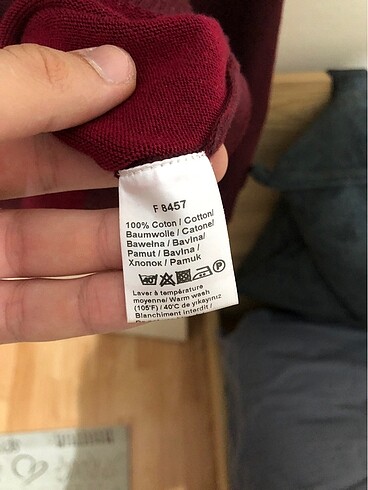 F 8457
100% Coton / Cotton/
Baumwolle / Catone/
Bawełna / Bavlna/
Pamut / Bavlna /
Хлопок / Pamuk
40 P
Laver à température
moyenne/ Warm wash
(105°F) / 40°C de yıkayınız
Blanchiment interdit /